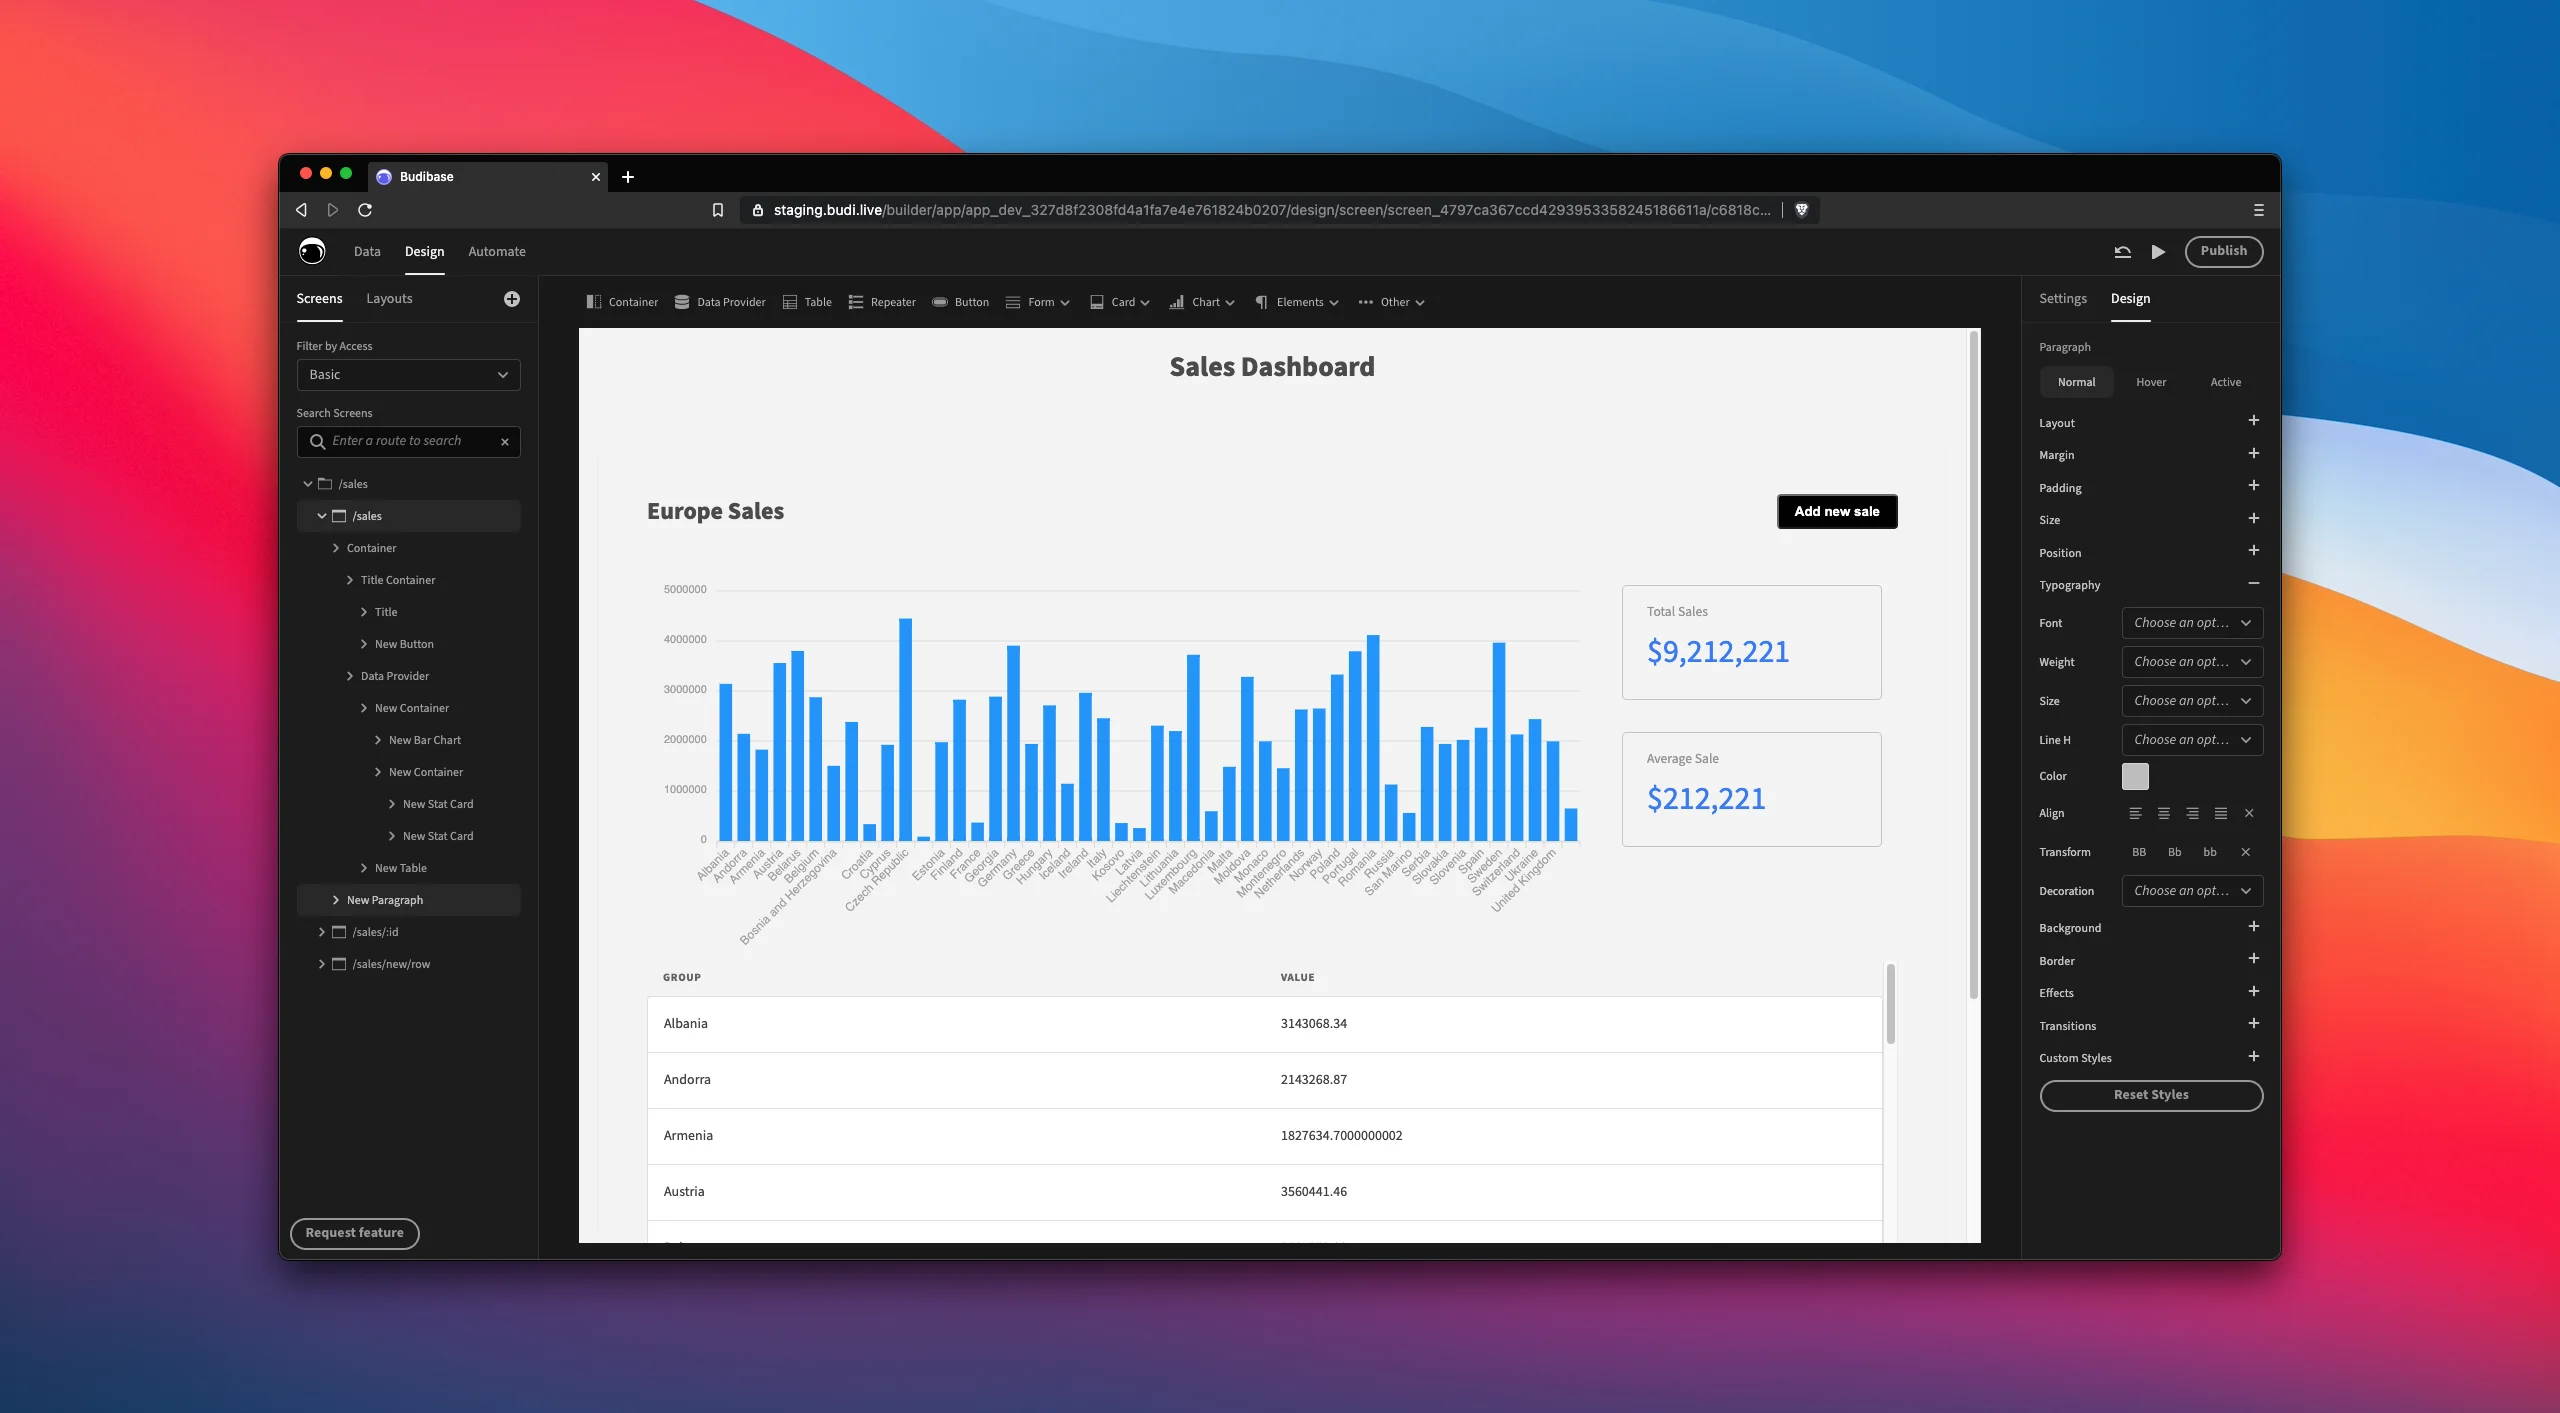 Budibase
staging.budi.live/builder/app/app_dev_327d8f2308fd4a1fa7e4e761824b0207/design/screen/screen_4797ca367ccd4293953358245186611a/c6818c...
Data Design Automate Publish
Screens Layouts
Filter by Access
Basic
Search Screens
Enter a route to search
/sales
/sales
Container
Title Container
Title
New Button
Data Provider
New Container
New Bar Chart
New Container
New Stat Card
New Stat Card
New Table
New Paragraph
/sales/:id
/sales/new/row
Request feature
Container Data Provider Table Repeater Button Form Card Chart Elements Other
Sales Dashboard
Europe Sales
Add new sale
5000000
4000000
3000000
2000000
1000000
0
Albania
Andorra
Armenia
Austria
Belarus
Belgium
Bosnia and Herzegovina
Croatia
Cyprus
Czech Republic
Estonia
Finland
France
Georgia
Germany
Greece
Hungary
Iceland
Ireland
Italy
Kosovo
Latvia
Liechtenstein
Lithuania
Luxembourg
Macedonia
Malta
Moldova
Monaco
Montenegro
Netherlands
Norway
Poland
Portugal
Romania
Russia
San Marino
Serbia
Slovakia
Slovenia
Spain
Sweden
Switzerland
Ukraine
United Kingdom
Total Sales
$9,212,221
Average Sale
$212,221
GROUP VALUE
Albania 3143068.34
Andorra 2143268.87
Armenia 1827634.7000000002
Austria 3560441.46
Settings Design
Paragraph
Normal Hover Active
Layout
Margin
Padding
Size
Position
Typography
Font Choose an opt...
Weight Choose an opt...
Size Choose an opt...
Line H Choose an opt...
Color
Align
Transform BB Bb bb
Decoration Choose an opt...
Background
Border
Effects
Transitions
Custom Styles
Reset Styles